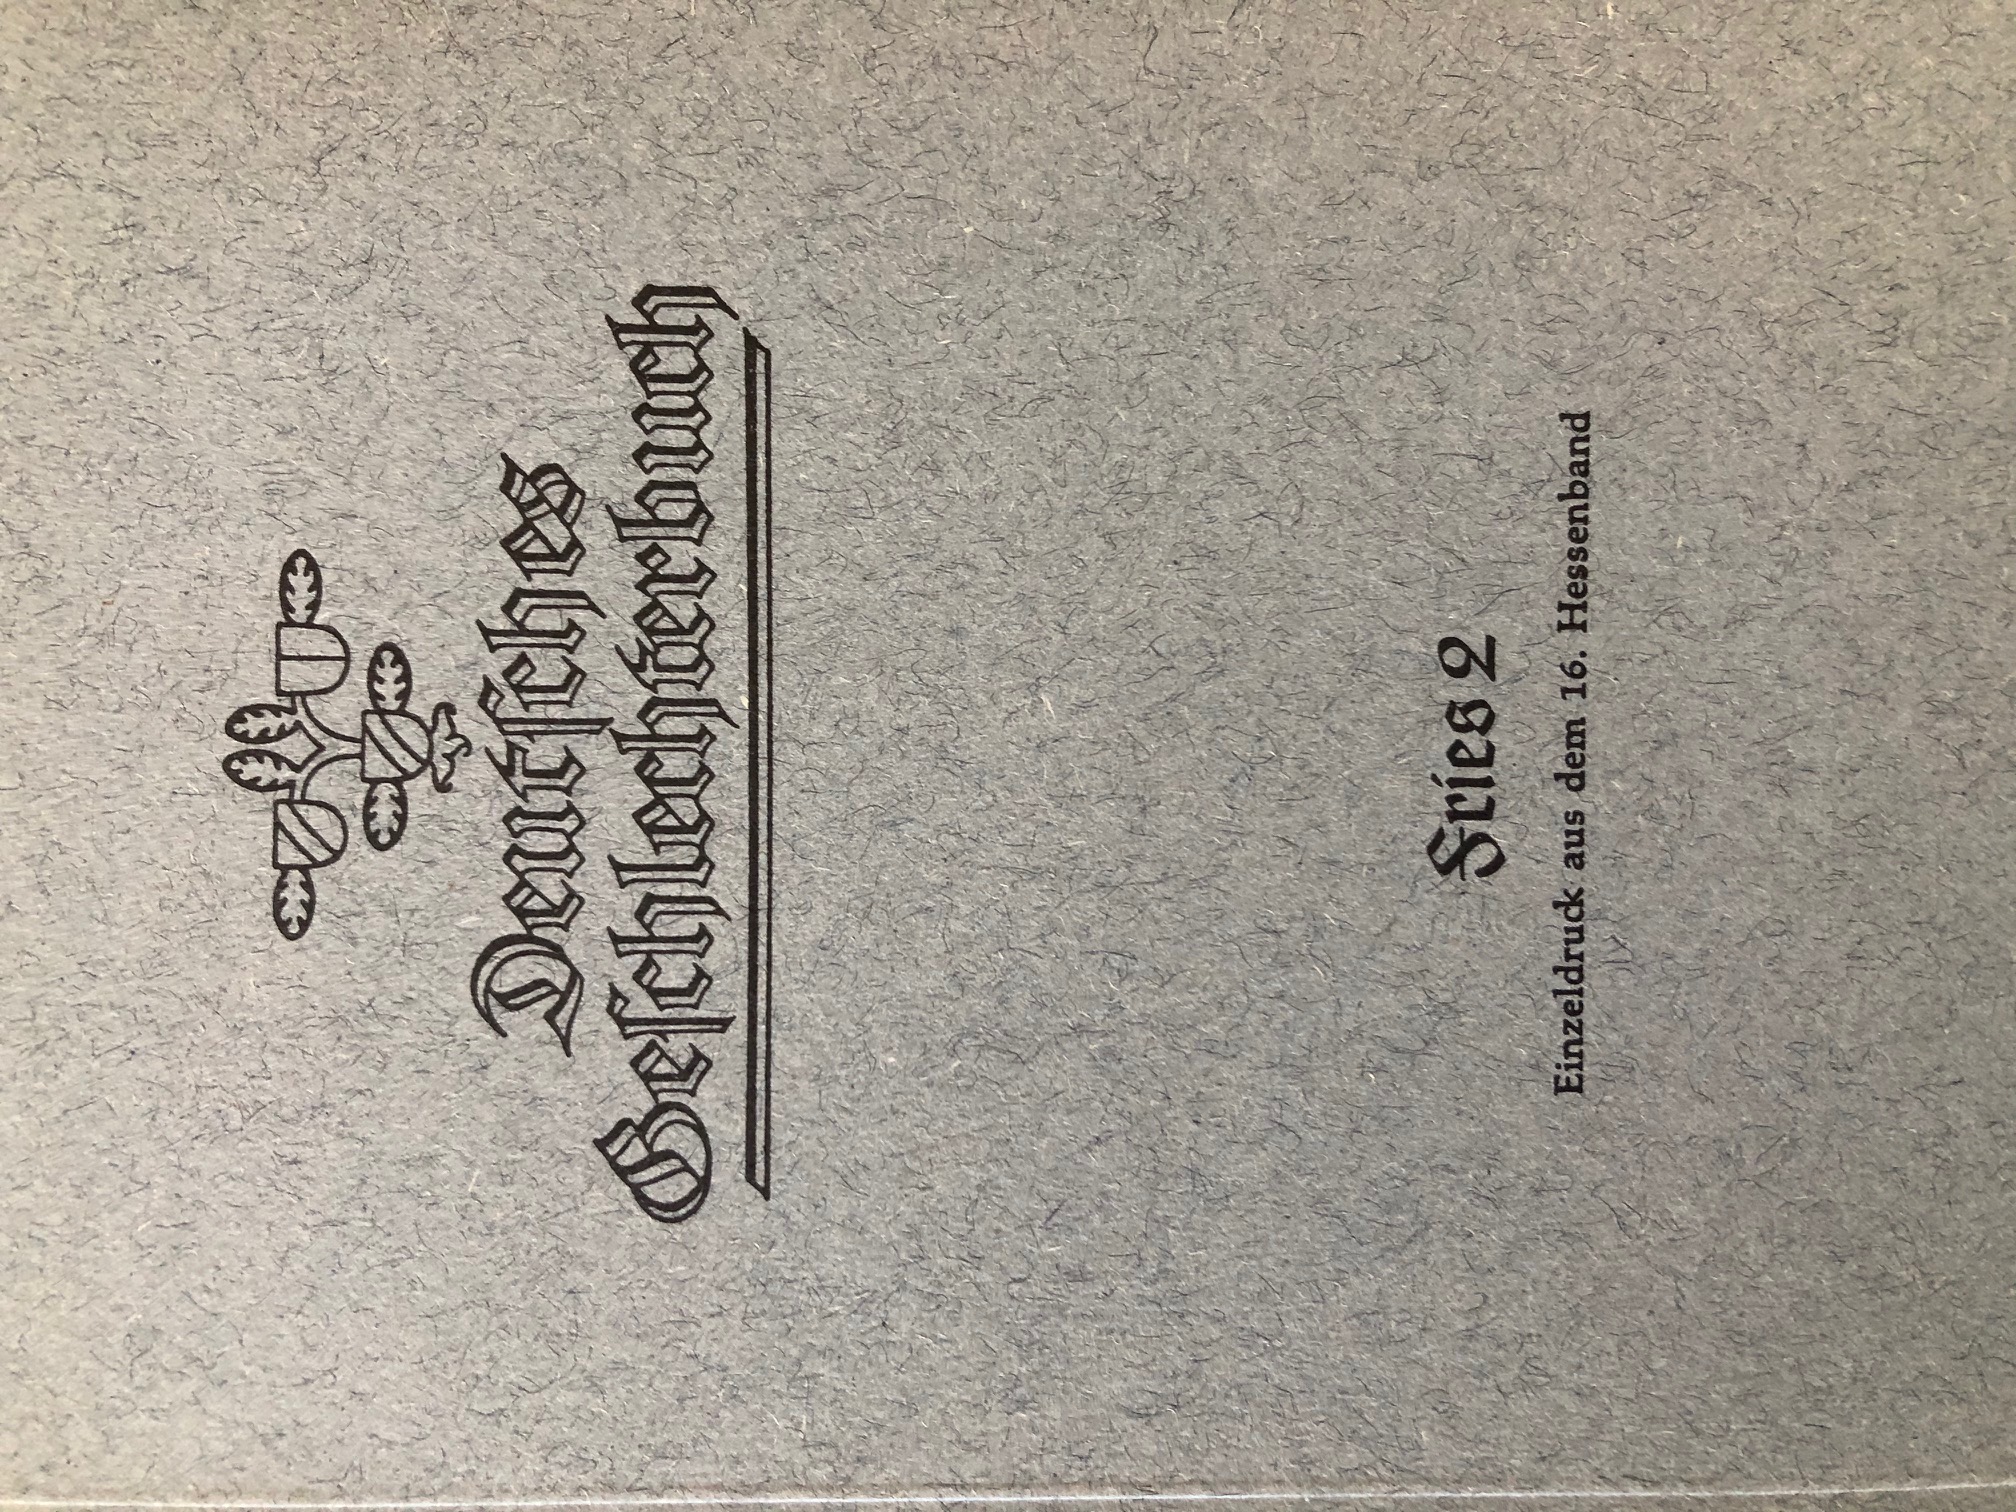 Deutſches
Geſchlechterbuch
Fries 2
Einzeldruck aus dem 16. Hessenband